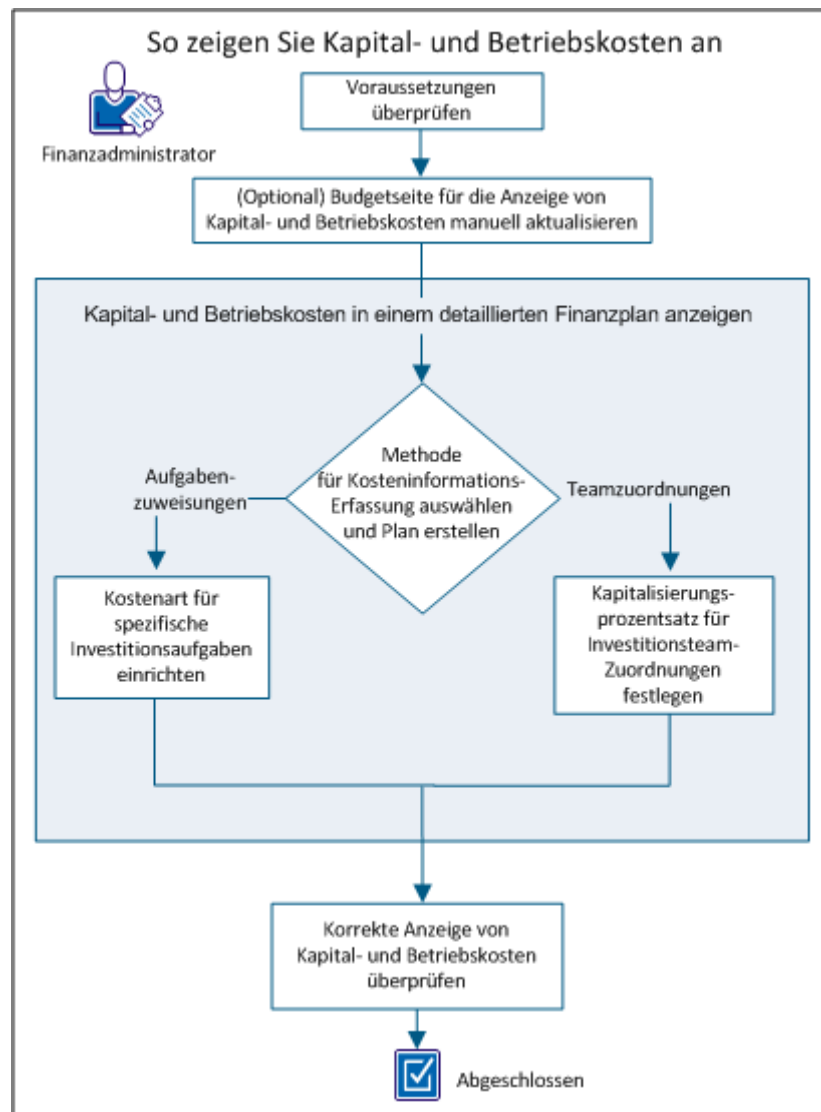 So zeigen Sie Kapital- und Betriebskosten an
Finanzadministrator
Voraussetzungen
überprüfen
(Optional) Budgetseite für die Anzeige von
Kapital- und Betriebskosten manuell aktualisieren
Kapital- und Betriebskosten in einem detaillierten Finanzplan anzeigen
Methode
für Kosteninformations-
Erfassung auswählen
und Plan erstellen
Aufgaben-
zuweisungen
Teamzuordnungen
Kostenart für
spezifische
Investitionsaufgaben
einrichten
Kapitalisierungs-
prozentsatz für
Investitionsteam-
Zuordnungen
festlegen
Korrekte Anzeige von
Kapital- und Betriebskosten
überprüfen
Abgeschlossen